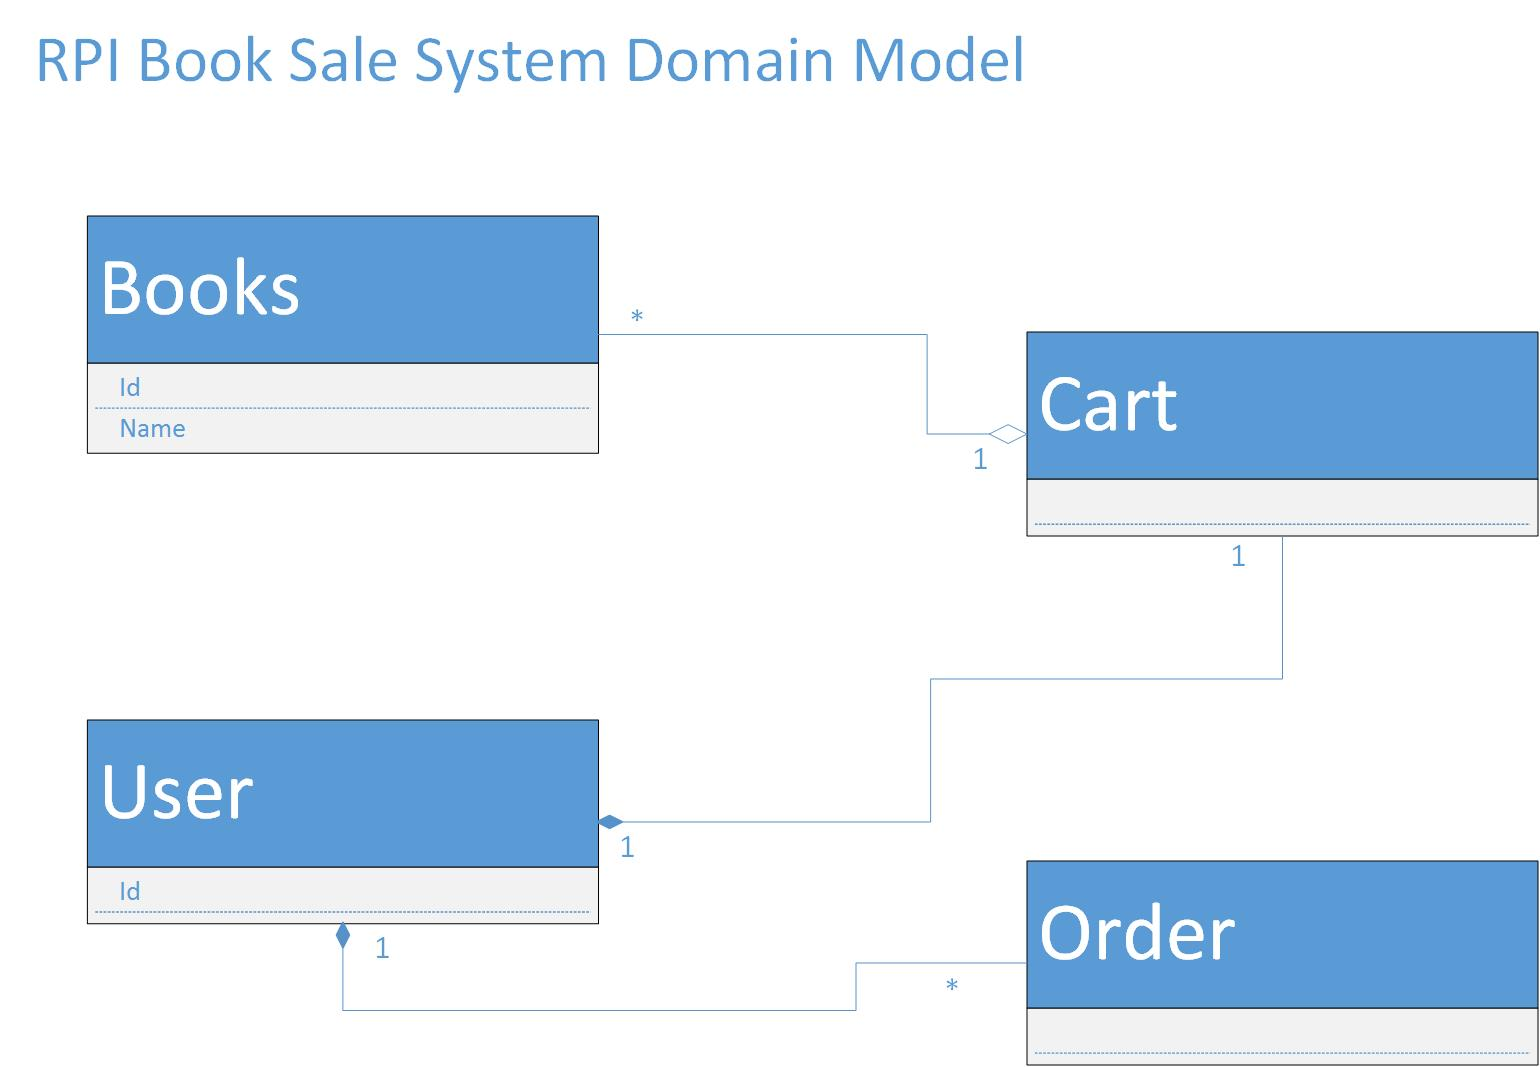 RPI Book Sale System Domain Model
Books
*
Id
Name
Cart
1
1
User
1
Id
1
Order
*